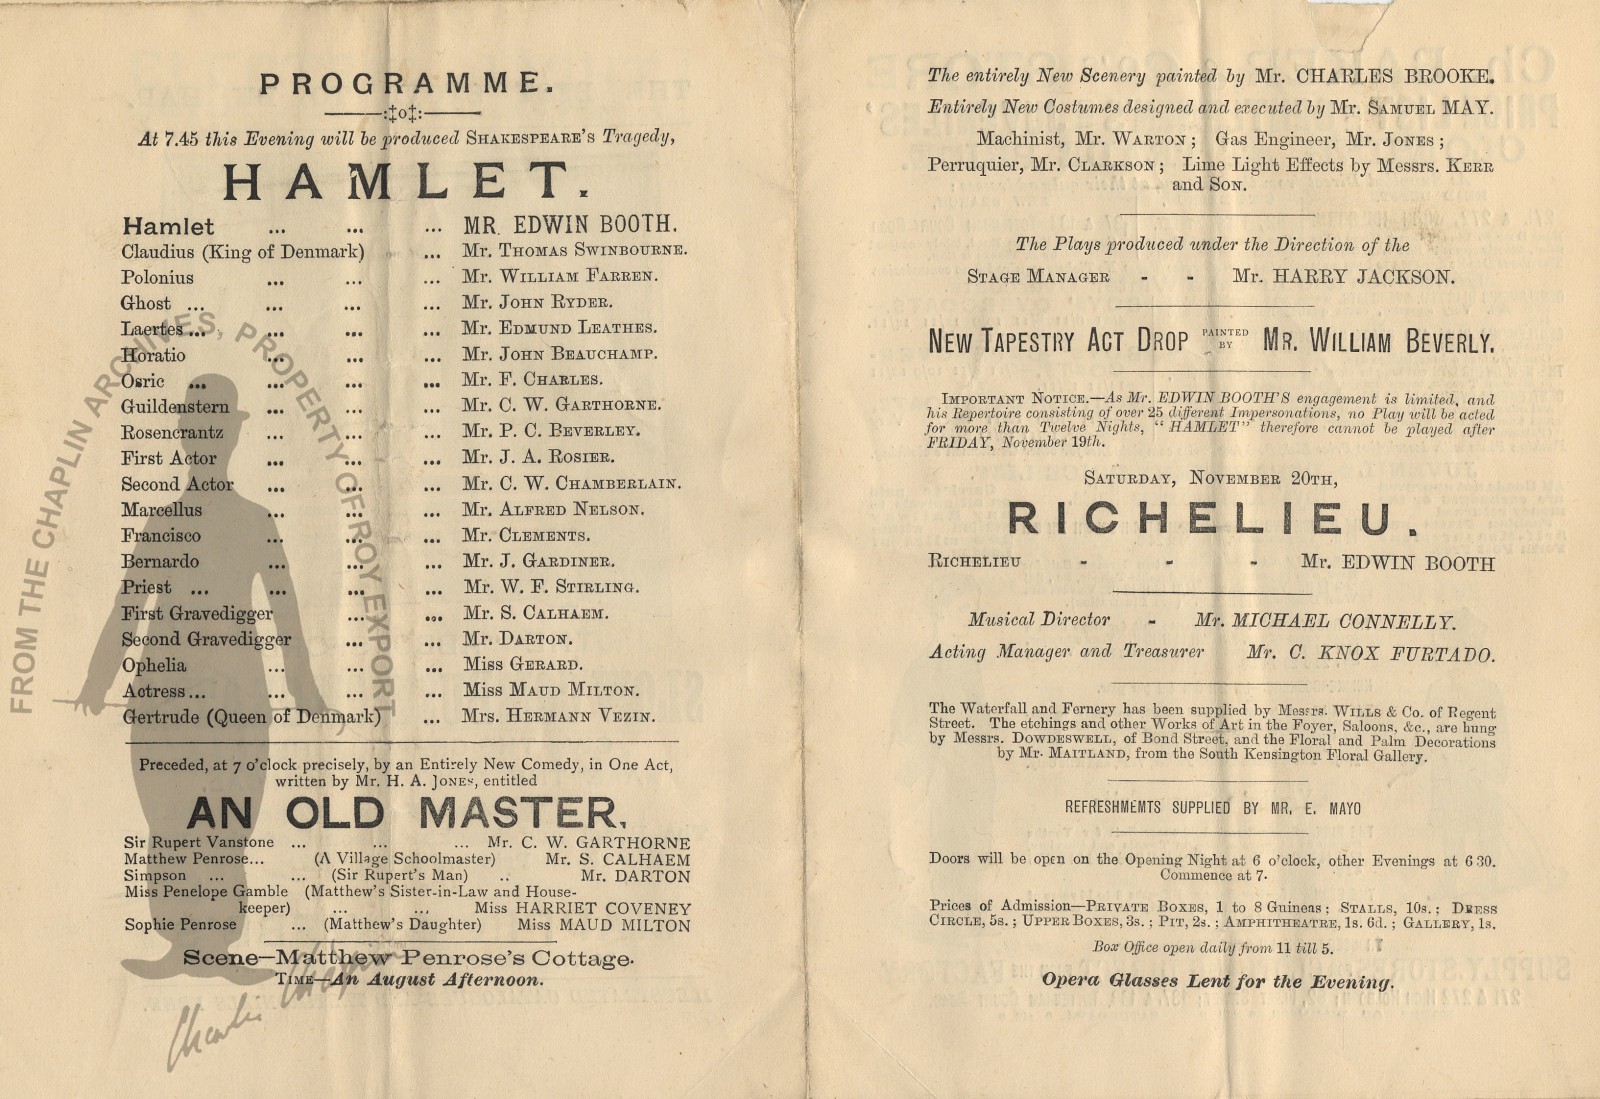 PROGRAMME.
At 7.45 this Evening will be produced SHAKESPEARE'S Tragedy,
HAMLET.
Hamlet ... ... ... MR. EDWIN BOOTH.
Claudius (King of Denmark) ... Mr. THOMAS SWINBOURNE.
Polonius ... ... ... Mr. WILLIAM FARREN.
Ghost ... ... ... ... Mr. JOHN RYDER.
Laertes ... ... ... ... Mr. EDMUND LEATHES.
Horatio ... ... ... Mr. JOHN BEAUCHAMP.
Osric ... ... ... ... Mr. F. CHARLES.
Guildenstern ... ... ... Mr. C. W. GARTHORNE.
Rosencrantz ... ... ... Mr. P. C. BEVERLEY.
First Actor ... ... ... Mr. J. A. ROSIER.
Second Actor ... ... ... Mr. C. W. CHAMBERLAIN.
Marcellus ... ... ... Mr. ALFRED NELSON.
Francisco ... ... ... Mr. CLEMENTS.
Bernardo ... ... ... Mr. J. GARDINER.
Priest ... ... ... ... Mr. W. F. STIRLING.
First Gravedigger ... ... Mr. S. CALHAEM.
Second Gravedigger ... ... Mr. DARTON.
Ophelia ... ... ... Miss GERARD.
Actress... ... ... ... Miss MAUD MILTON.
Gertrude (Queen of Denmark) ... Mrs. HERMANN VEZIN.
Preceded, at 7 o'clock precisely, by an Entirely New Comedy, in One Act,
written by Mr. H. A. JONES, entitled
AN OLD MASTER.
Sir Rupert Vanstone ... ... ... Mr. C. W. GARTHORNE
Matthew Penrose... (A Village Schoolmaster) Mr. S. CALHAEM
Simpson ... ... (Sir Rupert's Man) .. Mr. DARTON
Miss Penelope Gamble (Matthew's Sister-in-Law and House-
keeper) ... ... Miss HARRIET COVENEY
Sophie Penrose ... (Matthew's Daughter) Miss MAUD MILTON
Scene—Matthew Penrose's Cottage.
TIME—An August Afternoon.
FROM THE CHAPLIN ARCHIVES, PROPERTY OF ROY EXPORT
Charlie Chaplin
The entirely New Scenery painted by Mr. CHARLES BROOKE.
Entirely New Costumes designed and executed by Mr. SAMUEL MAY.
Machinist, Mr. WARTON; Gas Engineer, Mr. JONES;
Perruquier, Mr. CLARKSON; Lime Light Effects by Messrs. KERR
and SON.
The Plays produced under the Direction of the
STAGE MANAGER - - Mr. HARRY JACKSON.
NEW TAPESTRY ACT DROP PAINTED BY MR. WILLIAM BEVERLY.
IMPORTANT NOTICE.—As Mr. EDWIN BOOTH'S engagement is limited, and
his Repertoire consisting of over 25 different Impersonations, no Play will be acted
for more than Twelve Nights, "HAMLET" therefore cannot be played after
FRIDAY, November 19th.
SATURDAY, NOVEMBER 20TH,
RICHELIEU.
RICHELIEU - - - Mr. EDWIN BOOTH
Musical Director - Mr. MICHAEL CONNELLY.
Acting Manager and Treasurer Mr. C. KNOX FURTADO.
The Waterfall and Fernery has been supplied by Messrs. WILLS & Co. of Regent
Street. The etchings and other Works of Art in the Foyer, Saloons, &c., are hung
by Messrs. DOWDESWELL, of Bond Street, and the Floral and Palm Decorations
by Mr. MAITLAND, from the South Kensington Floral Gallery.
REFRESHMEMTS SUPPLIED BY MR. E. MAYO
Doors will be open on the Opening Night at 6 o'clock, other Evenings at 6 30.
Commence at 7.
Prices of Admission—PRIVATE BOXES, 1 to 8 Guineas; STALLS, 10s.; DRESS
CIRCLE, 5s.; UPPER BOXES, 3s.; PIT, 2s.; AMPHITHEATRE, 1s. 6d.; GALLERY, 1s.
Box Office open daily from 11 till 5.
Opera Glasses Lent for the Evening.